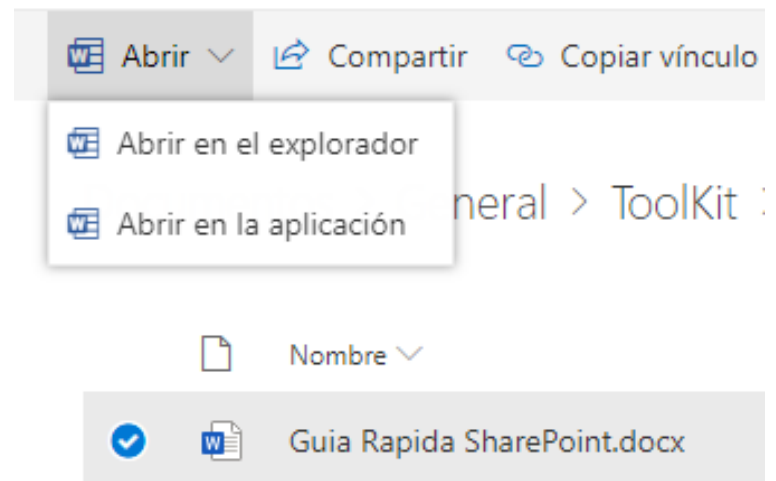 Abrir Compartir Copiar vínculo
Abrir en el explorador
neral > ToolKit >
Abrir en la aplicación
Nombre
Guia Rapida SharePoint.docx